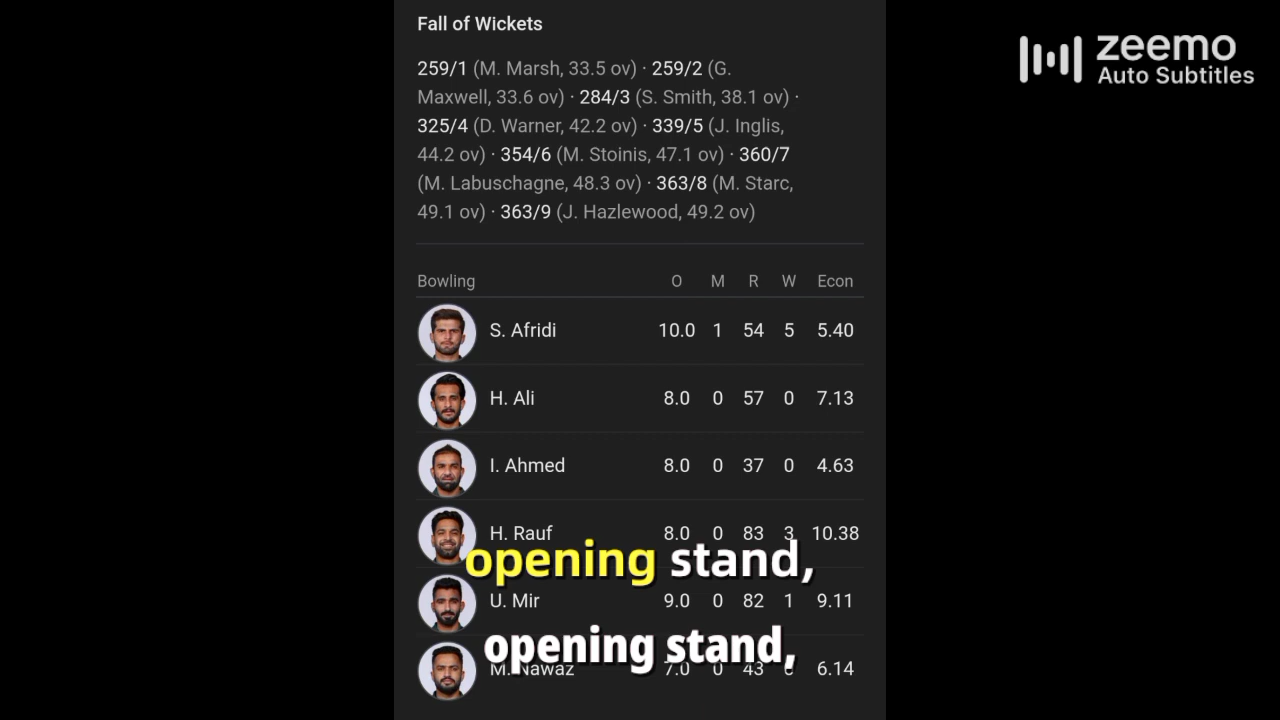 Fall of Wickets
zeemo
Auto Subtitles
259/1 (M. Marsh, 33.5 ov) · 259/2 (G.
Maxwell, 33.6 ov) · 284/3 (S. Smith, 38.1 ov) ·
325/4 (D. Warner, 42.2 ov) · 339/5 (J. Inglis,
44.2 ov) · 354/6 (M. Stoinis, 47.1 ov) · 360/7
(M. Labuschagne, 48.3 ov) · 363/8 (M. Starc,
49.1 ov) · 363/9 (J. Hazlewood, 49.2 ov)
Bowling O M R W Econ
S. Afridi 10.0 1 54 5 5.40
H. Ali 8.0 0 57 0 7.13
I. Ahmed 8.0 0 37 0 4.63
H. Rauf 8.0 0 83 3 10.38
opening stand,
U. Mir 9.0 0 82 1 9.11
opening stand,
M. Nawaz 7.0 0 43 6.14